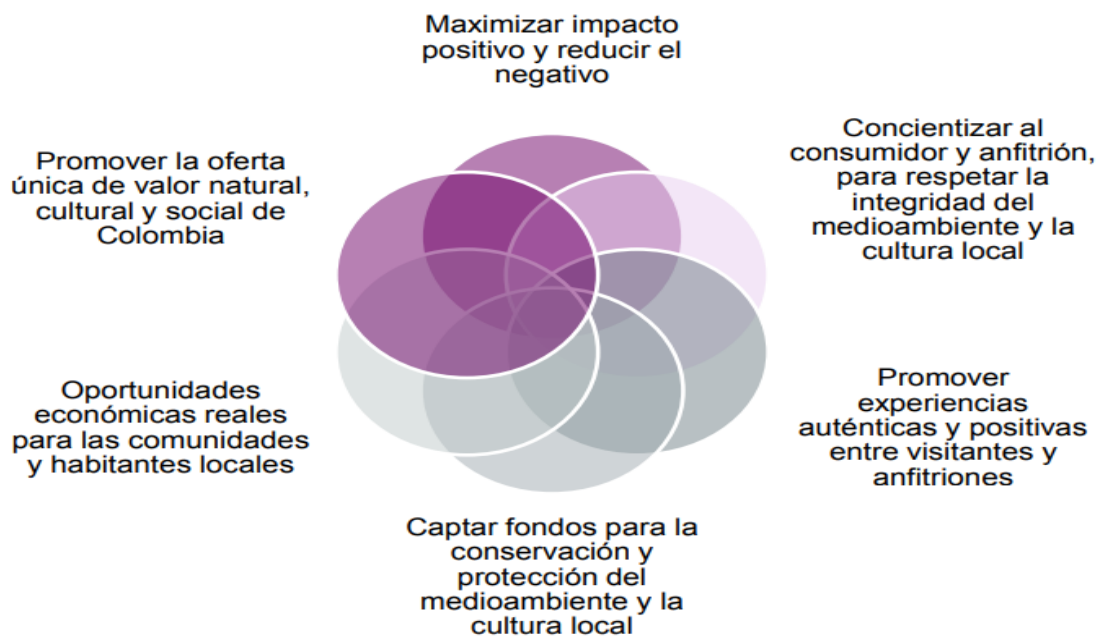 Maximizar impacto
positivo y reducir el
negativo
Concientizar al
consumidor y anfitrión,
para respetar la
integridad del
medioambiente y la
cultura local
Promover
experiencias
auténticas y positivas
entre visitantes y
anfitriones
Captar fondos para la
conservación y
protección del
medioambiente y la
cultura local
Oportunidades
económicas reales
para las comunidades
y habitantes locales
Promover la oferta
única de valor natural,
cultural y social de
Colombia